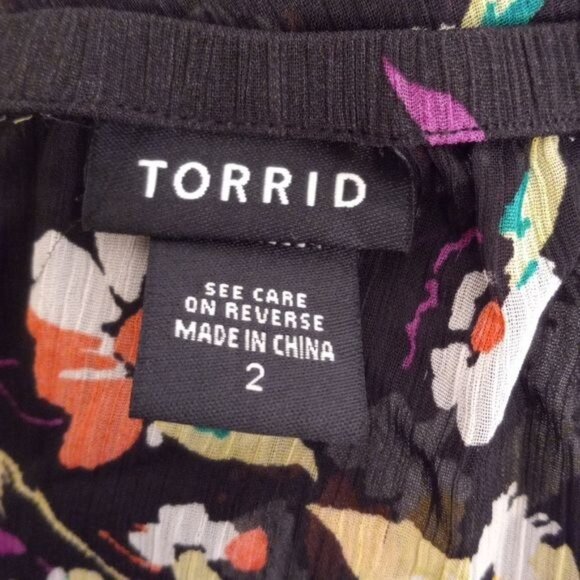 TORRID
SEE CARE
ON REVERSE
MADE IN CHINA
2